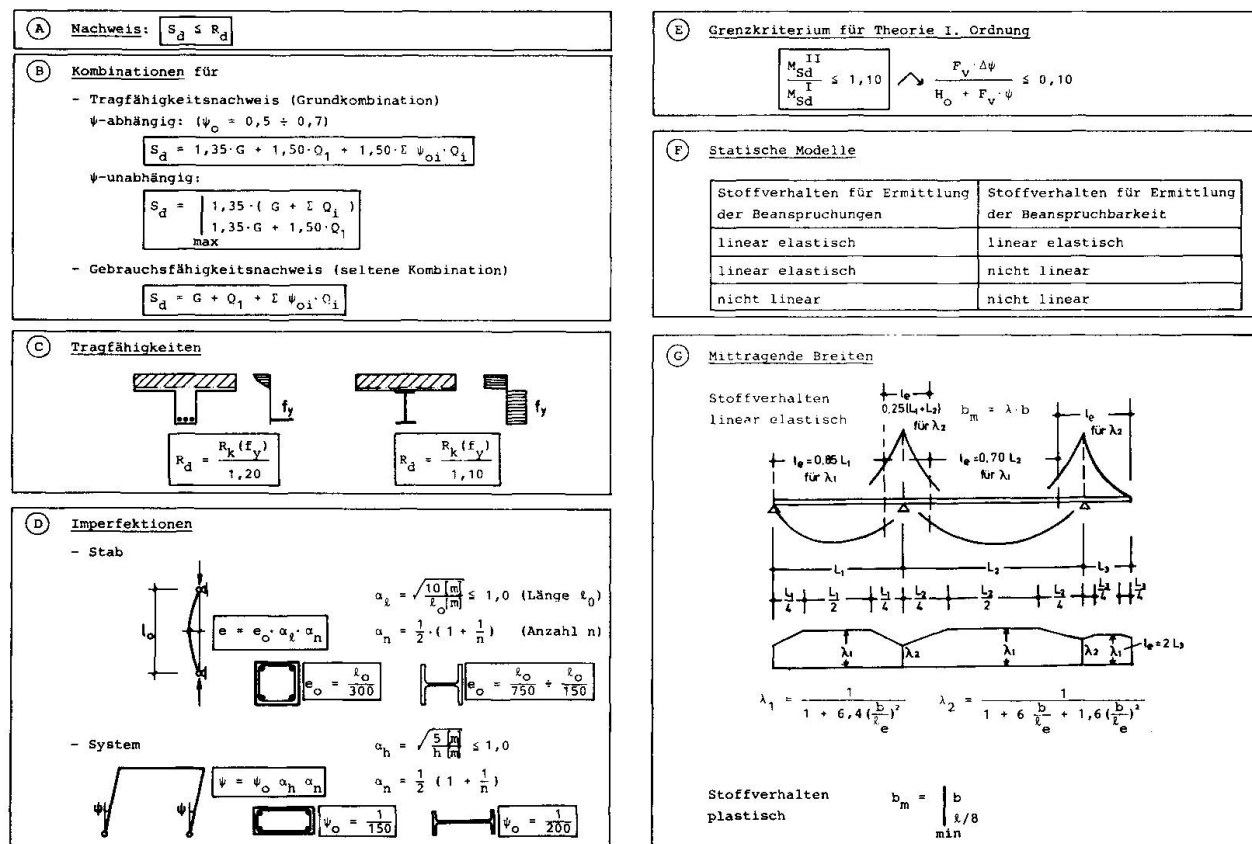 A Nachweis: S_d ≤ R_d
B Kombinationen für
- Tragfähigkeitsnachweis (Grundkombination)
ψ-abhängig: (ψ_o = 0,5 ÷ 0,7)
S_d = 1,35·G + 1,50·Q_1 + 1,50·Σ ψ_oi·Q_i
ψ-unabhängig:
S_d = | 1,35·( G + Σ Q_i )
1,35·G + 1,50·Q_1
max
- Gebrauchsfähigkeitsnachweis (seltene Kombination)
S_d = G + Q_1 + Σ ψ_oi·Q_i
C Tragfähigkeiten
f_y
f_y
R_d = R_k(f_y) / 1,20
R_d = R_k(f_y) / 1,10
D Imperfektionen
- Stab
l_o
α_ℓ = √(10 [m] / ℓ_o [m]) ≤ 1,0 (Länge ℓ_0)
e = e_o·α_ℓ·α_n
α_n = 1/2·(1 + 1/n) (Anzahl n)
e_o = ℓ_o/300
e_o = ℓ_o/750 ÷ ℓ_o/150
- System
α_h = √(5 [m] / h [m]) ≤ 1,0
ψ ψ
ψ = ψ_o α_h α_n
α_n = 1/2 (1 + 1/n)
ψ_o = 1/150
ψ_o = 1/200
E Grenzkriterium für Theorie I. Ordnung
M_Sd^II / M_Sd^I ≤ 1,10 F_v·Δψ / (H_o + F_v·ψ) ≤ 0,10
F Statische Modelle
Stoffverhalten für Ermittlung der Beanspruchungen
Stoffverhalten für Ermittlung der Beanspruchbarkeit
linear elastisch linear elastisch
linear elastisch nicht linear
nicht linear nicht linear
G Mittragende Breiten
Stoffverhalten
linear elastisch
l_e
0,25(L_1+L_2)
für λ_2
b_m = λ·b
l_e
für λ_2
l_e=0,85 L_1
für λ_1
l_e=0,70 L_2
für λ_1
L_1 L_2 L_3
L_1/4 L_1/2 L_1/4 L_2/4 L_2/2 L_2/4 L_3/4 L_3/4
λ_1 λ_2 λ_1 λ_2 λ_1 l_e=2L_3
λ_1 = 1 / (1 + 6,4(b/ℓ_e)²)
λ_2 = 1 / (1 + 6 b/ℓ_e + 1,6(b/ℓ_e)²)
Stoffverhalten
plastisch
b_m = | b
ℓ/8
min